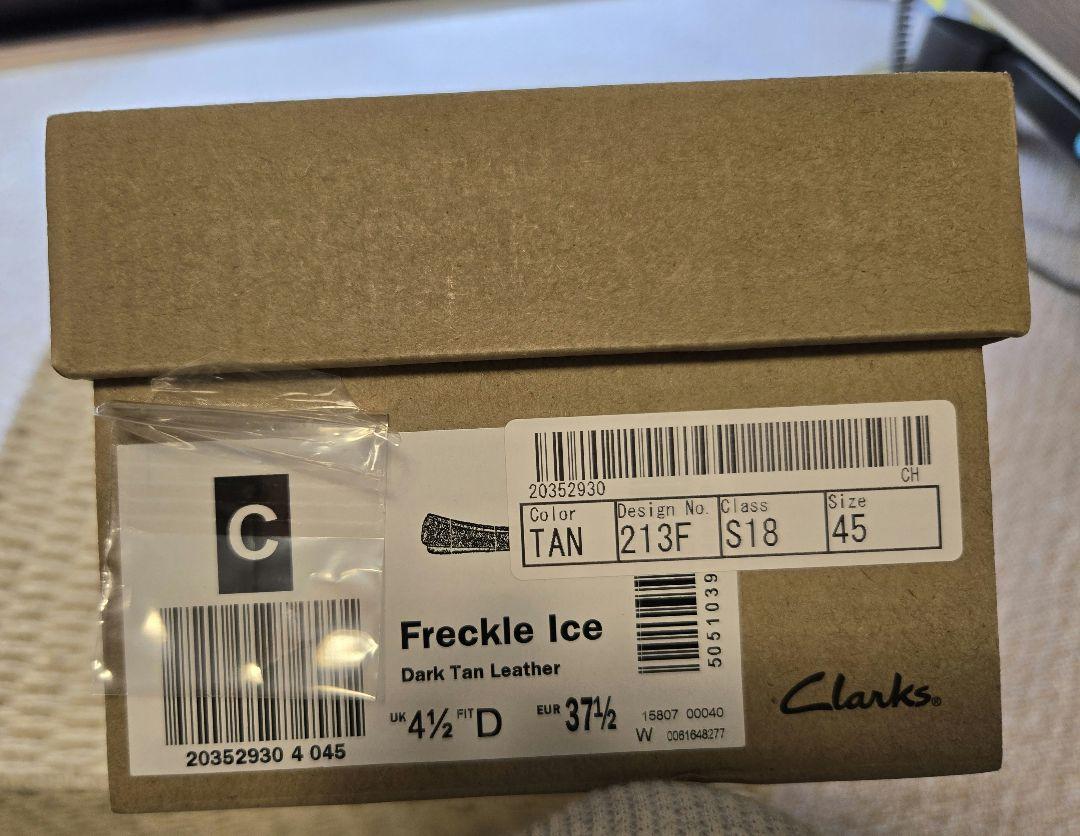 C
20352930 4 045
20352930
CH
Color Design No. Class Size
TAN 213F S18 45
Freckle Ice
Dark Tan Leather
UK 4½ FIT D EUR 37½
5051039
15807 00040
W 0061648277
Clarks®